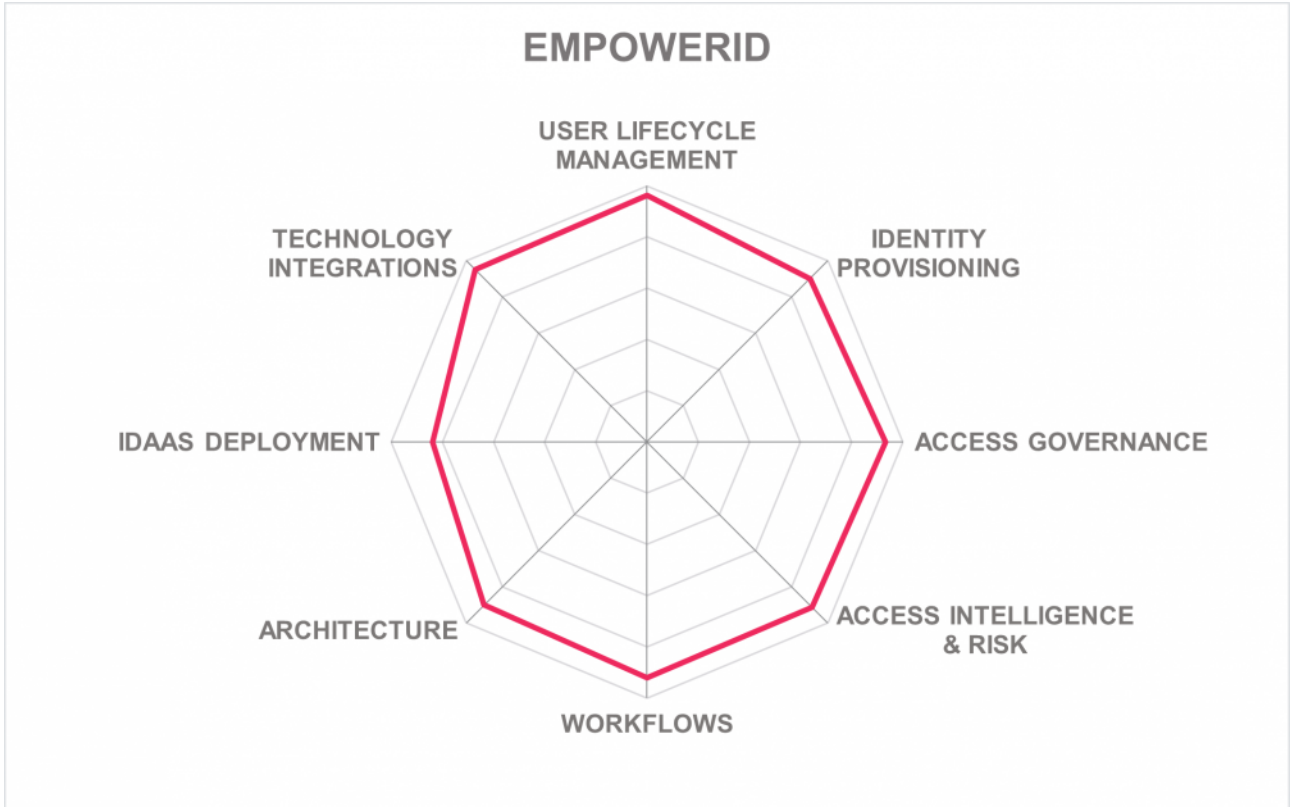 EMPOWERID
USER LIFECYCLE
MANAGEMENT
TECHNOLOGY
INTEGRATIONS
IDENTITY
PROVISIONING
IDAAS DEPLOYMENT
ACCESS GOVERNANCE
ARCHITECTURE
ACCESS INTELLIGENCE
& RISK
WORKFLOWS